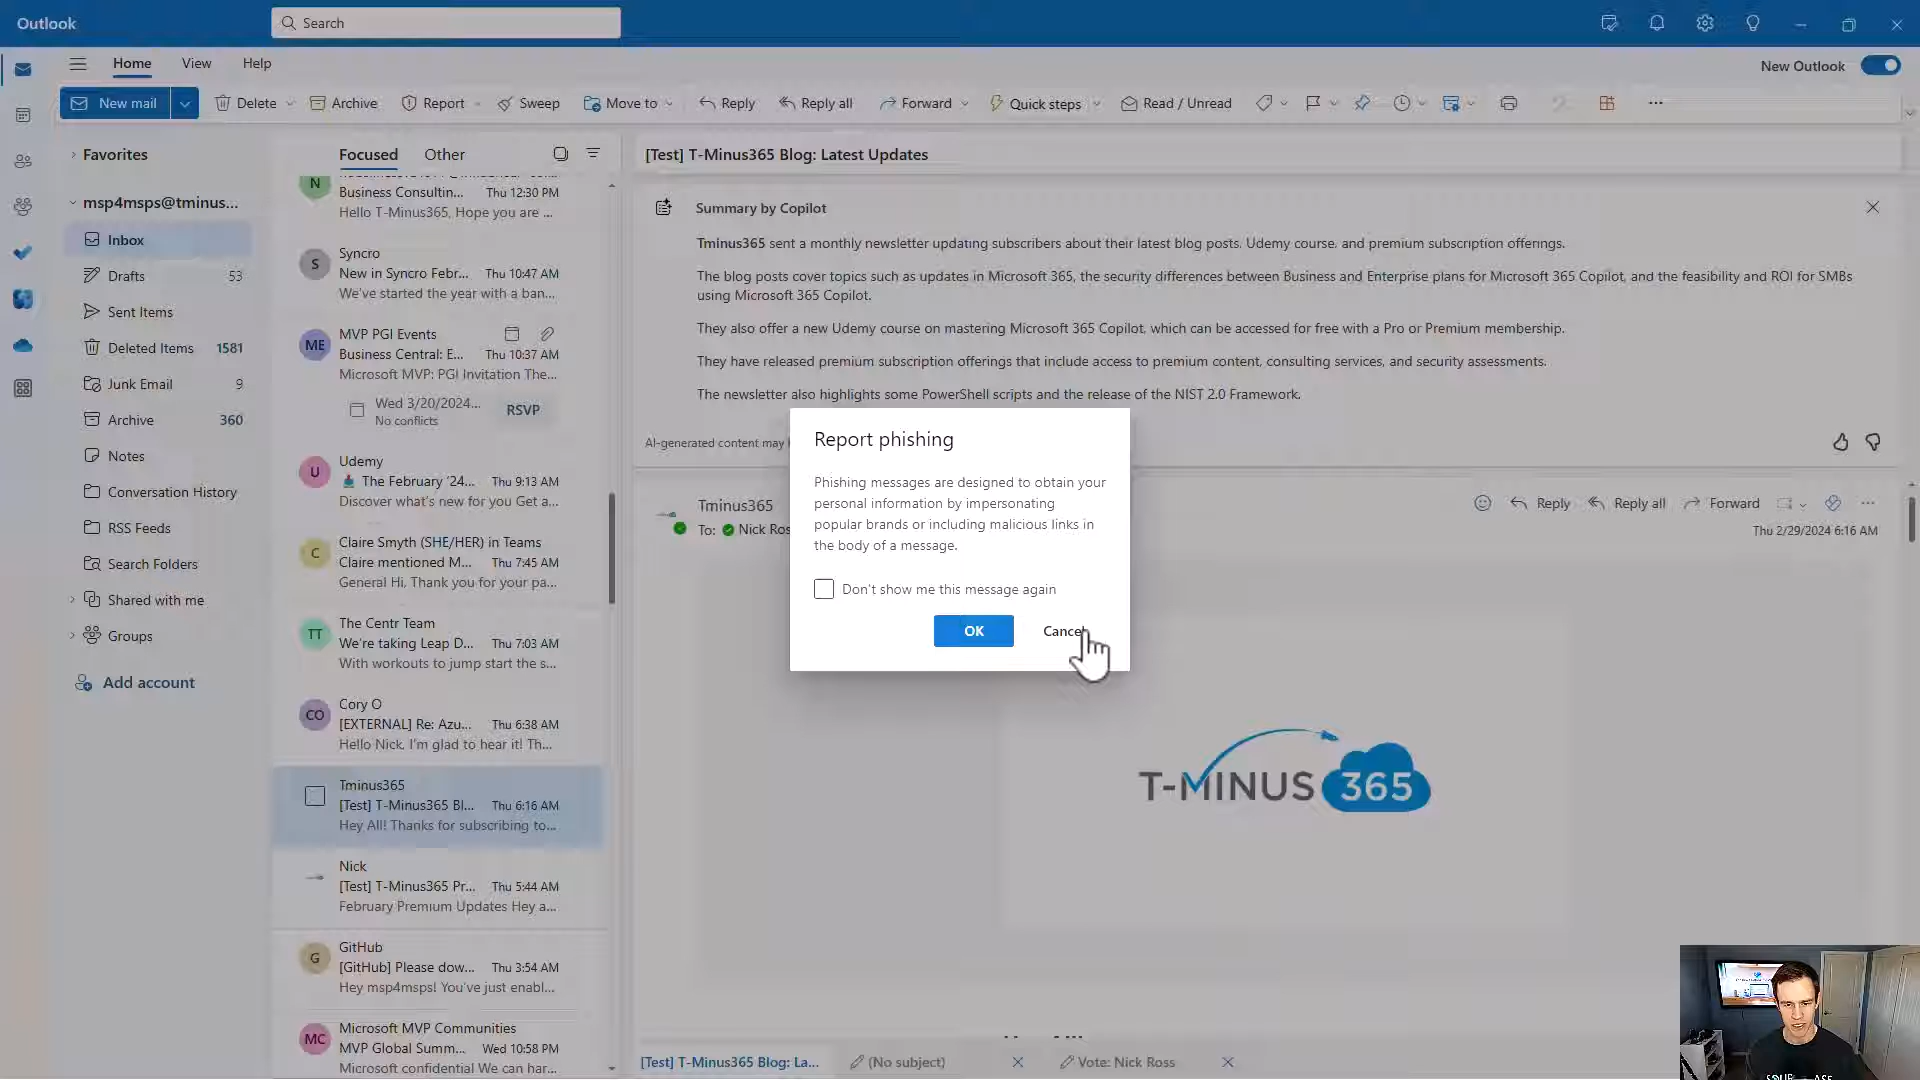 Outlook
Search
Home View Help
New Outlook
New mail Delete Archive Report Sweep Move to Reply Reply all Forward Quick steps Read / Unread
Favorites
msp4msps@tminus...
Inbox
Drafts 53
Sent Items
Deleted Items 1581
Junk Email 9
Archive 360
Notes
Conversation History
RSS Feeds
Search Folders
Shared with me
Groups
Add account
Focused Other
N
Business Consultin... Thu 12:30 PM
Hello T-Minus365, Hope you are ...
S
Syncro
New in Syncro Febr... Thu 10:47 AM
We've started the year with a ban...
ME
MVP PGI Events
Business Central: E... Thu 10:37 AM
Microsoft MVP: PGI Invitation The...
Wed 3/20/2024...
No conflicts
RSVP
U
Udemy
The February '24... Thu 9:13 AM
Discover what's new for you Get a...
C
Claire Smyth (SHE/HER) in Teams
Claire mentioned M... Thu 7:45 AM
General Hi, Thank you for your pa...
TT
The Centr Team
We're taking Leap D... Thu 7:03 AM
With workouts to jump start the s...
CO
Cory O
[EXTERNAL] Re: Azu... Thu 6:38 AM
Hello Nick, I'm glad to hear it! Th...
Tminus365
[Test] T-Minus365 Bl... Thu 6:16 AM
Hey All! Thanks for subscribing to...
Nick
[Test] T-Minus365 Pr... Thu 5:44 AM
February Premium Updates Hey a...
G
GitHub
[GitHub] Please dow... Thu 3:54 AM
Hey msp4msps! You've just enabl...
MC
Microsoft MVP Communities
MVP Global Summ... Wed 10:58 PM
Microsoft confidential We can har...
[Test] T-Minus365 Blog: Latest Updates
Summary by Copilot
Tminus365 sent a monthly newsletter updating subscribers about their latest blog posts, Udemy course, and premium subscription offerings.
The blog posts cover topics such as updates in Microsoft 365, the security differences between Business and Enterprise plans for Microsoft 365 Copilot, and the feasibility and ROI for SMBs
using Microsoft 365 Copilot.
They also offer a new Udemy course on mastering Microsoft 365 Copilot, which can be accessed for free with a Pro or Premium membership.
They have released premium subscription offerings that include access to premium content, consulting services, and security assessments.
The newsletter also highlights some PowerShell scripts and the release of the NIST 2.0 Framework.
AI-generated content may
Report phishing
Phishing messages are designed to obtain your
personal information by impersonating
popular brands or including malicious links in
the body of a message.
Don't show me this message again
OK Cancel
Tminus365
To: Nick Ros
Reply Reply all Forward
Thu 2/29/2024 6:16 AM
T-MINUS 365
[Test] T-Minus365 Blog: La... (No subject) Vote: Nick Ross